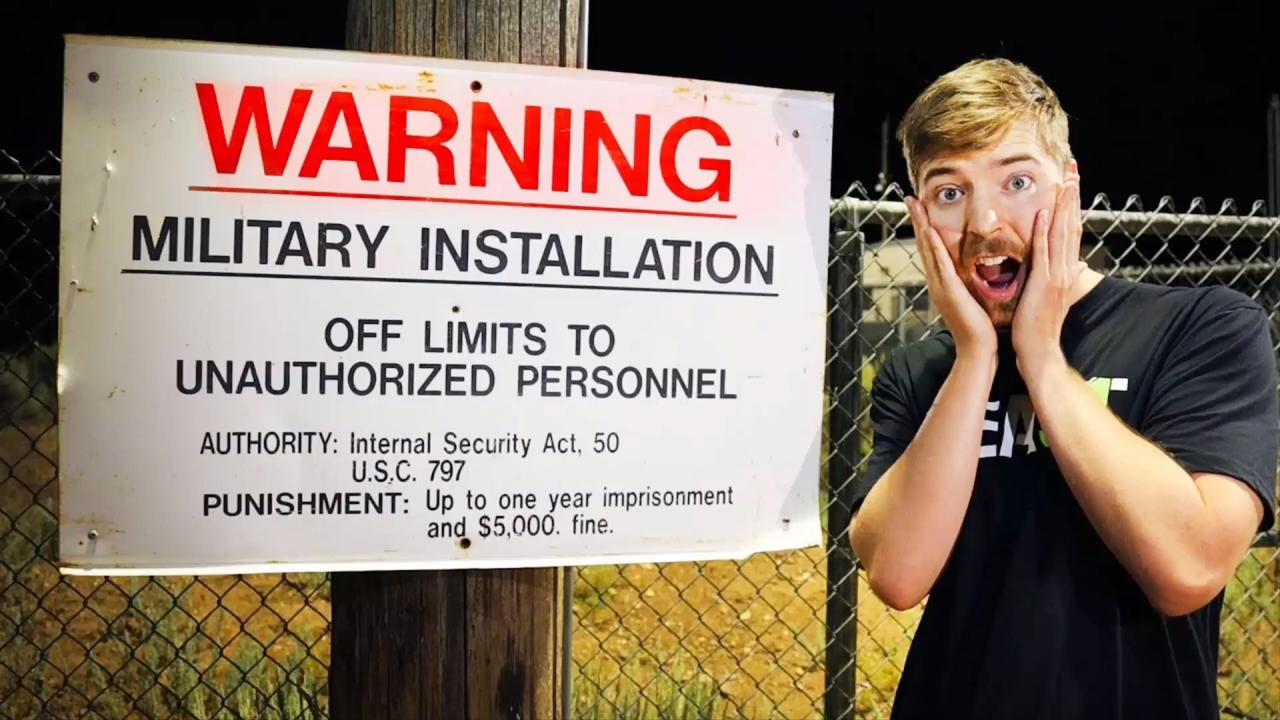 WARNING
MILITARY INSTALLATION
OFF LIMITS TO
UNAUTHORIZED PERSONNEL
AUTHORITY: Internal Security Act, 50
U.S.C. 797
PUNISHMENT: Up to one year imprisonment
and $5,000. fine.